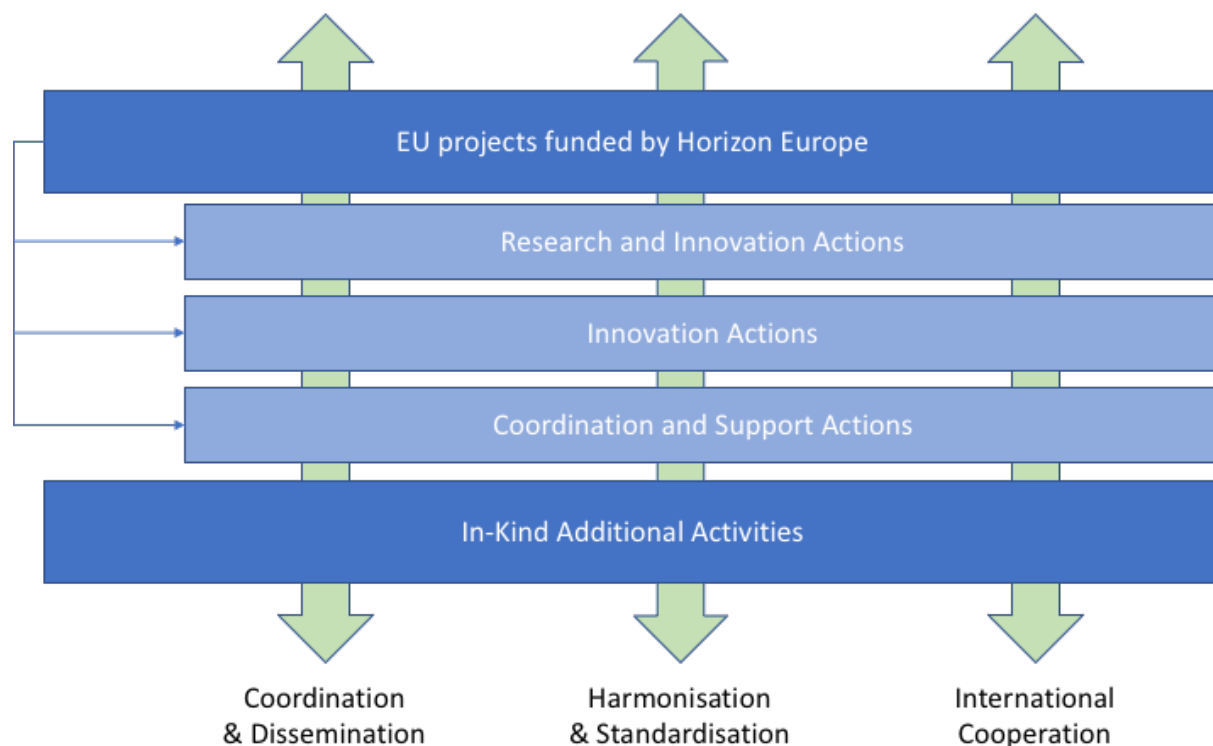 EU projects funded by Horizon Europe
Research and Innovation Actions
Innovation Actions
Coordination and Support Actions
In-Kind Additional Activities
Coordination
& Dissemination
Harmonisation
& Standardisation
International
Cooperation